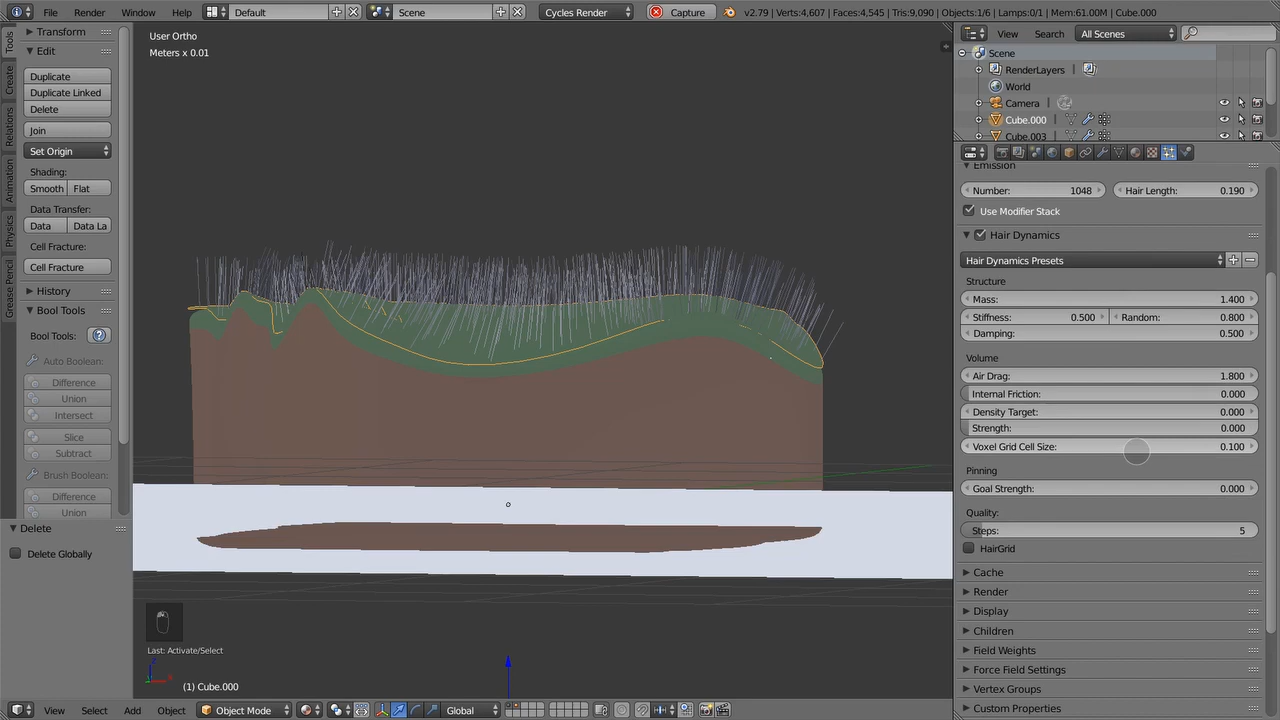 File Render Window Help Default Scene Cycles Render Capture v2.79 | Verts:4,607 | Faces:4,545 | Tris:9,090 | Objects:1/6 | Lamps:0/1 | Mem:61.00M | Cube.000
Tools
Create
Relations
Animation
Physics
Grease Pencil
Transform
Edit
Duplicate
Duplicate Linked
Delete
Join
Set Origin
Shading:
Smooth Flat
Data Transfer:
Data Data La
Cell Fracture:
Cell Fracture
History
Bool Tools
Auto Boolean:
Difference
Union
Intersect
Slice
Subtract
Brush Boolean:
Difference
Union
Delete
Delete Globally
User Ortho
Meters x 0.01
Last: Activate/Select
(1) Cube.000
View Select Add Object Object Mode Global
View Search All Scenes
Scene
RenderLayers
World
Camera
Cube.000
Cube.003
Emission
Number: 1048 Hair Length: 0.190
Use Modifier Stack
Hair Dynamics
Hair Dynamics Presets
Structure
Mass: 1.400
Stiffness: 0.500 Random: 0.800
Damping: 0.500
Volume
Air Drag: 1.800
Internal Friction: 0.000
Density Target: 0.000
Strength: 0.000
Voxel Grid Cell Size: 0.100
Pinning
Goal Strength: 0.000
Quality:
Steps: 5
HairGrid
Cache
Render
Display
Children
Field Weights
Force Field Settings
Vertex Groups
Custom Properties